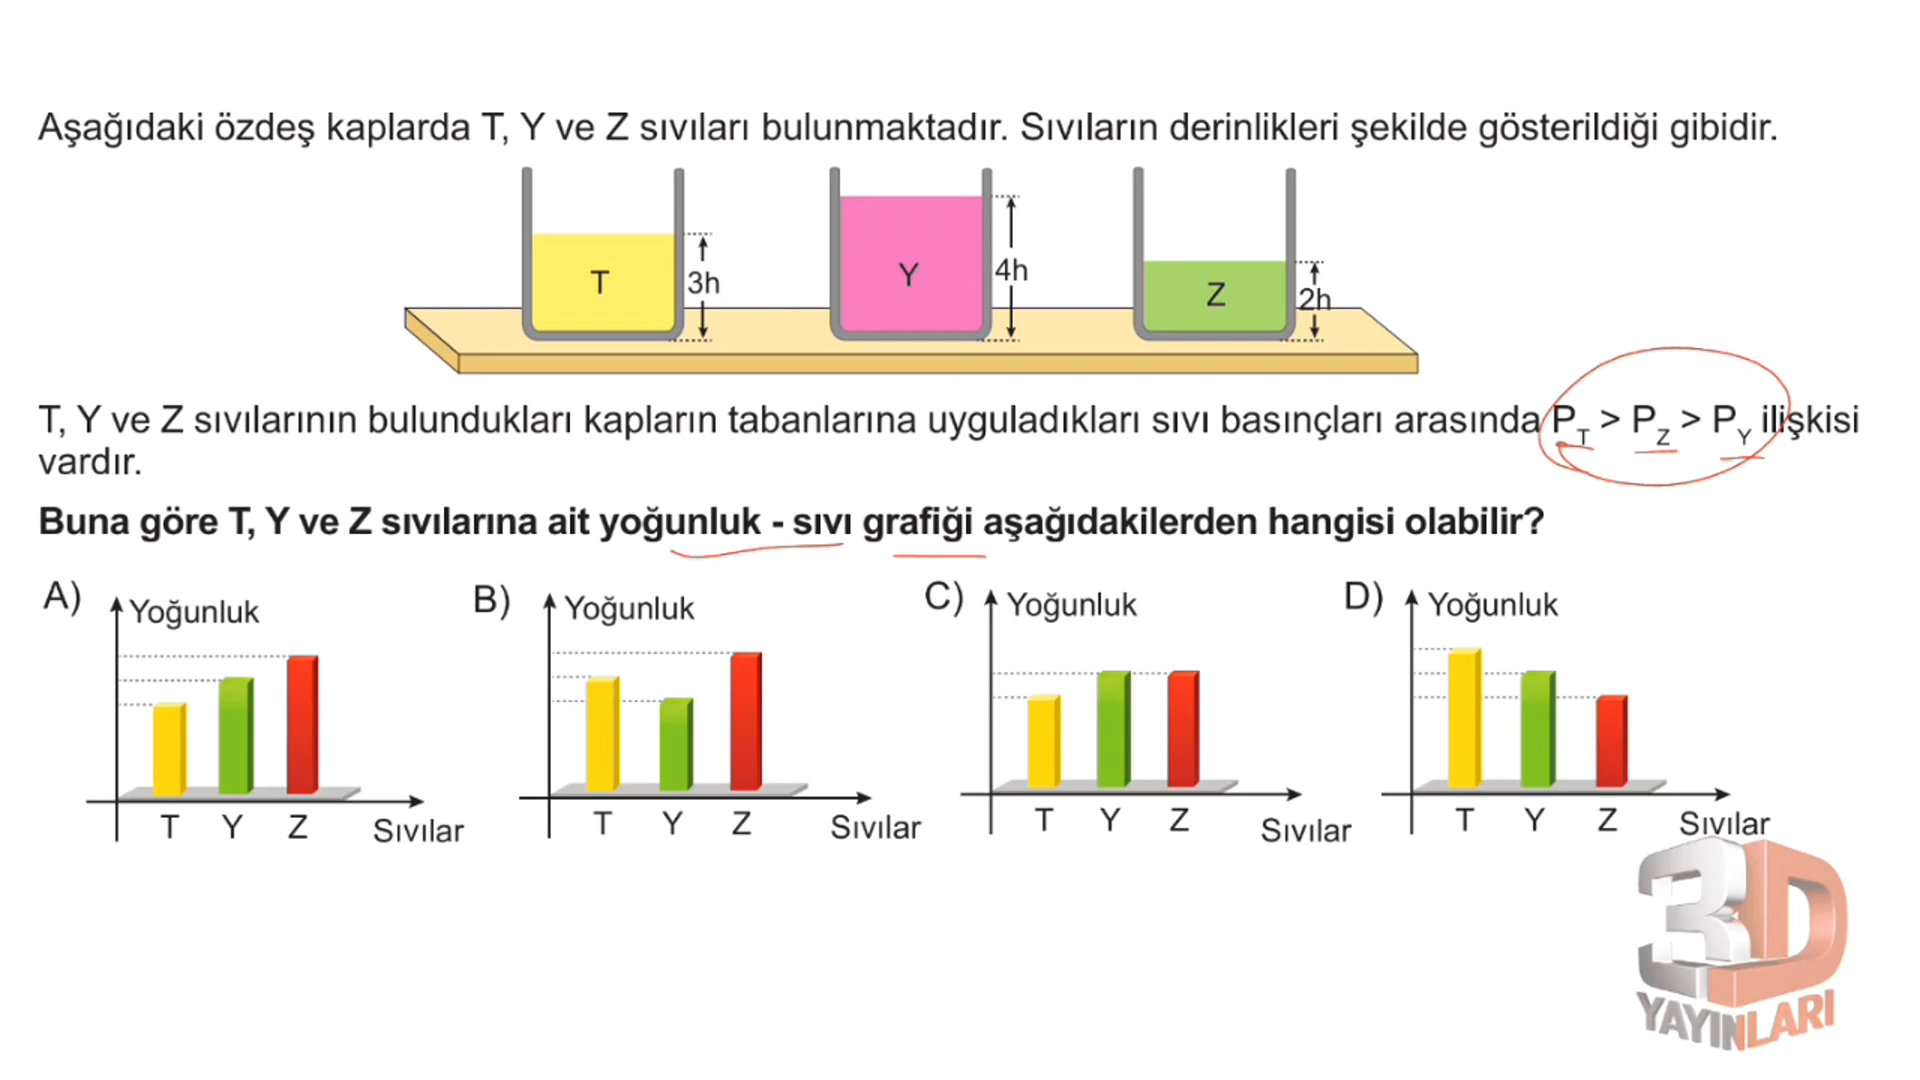 Aşağıdaki özdeş kaplarda T, Y ve Z sıvıları bulunmaktadır. Sıvıların derinlikleri şekilde gösterildiği gibidir.
T
3h
Y
4h
Z
2h
T, Y ve Z sıvılarının bulundukları kapların tabanlarına uyguladıkları sıvı basınçları arasında P_T > P_Z > P_Y ilişkisi
vardır.
Buna göre T, Y ve Z sıvılarına ait yoğunluk - sıvı grafiği aşağıdakilerden hangisi olabilir?
A)
Yoğunluk
T Y Z Sıvılar
B)
Yoğunluk
T Y Z Sıvılar
C)
Yoğunluk
T Y Z Sıvılar
D)
Yoğunluk
T Y Z Sıvılar
3D
YAYINLARI